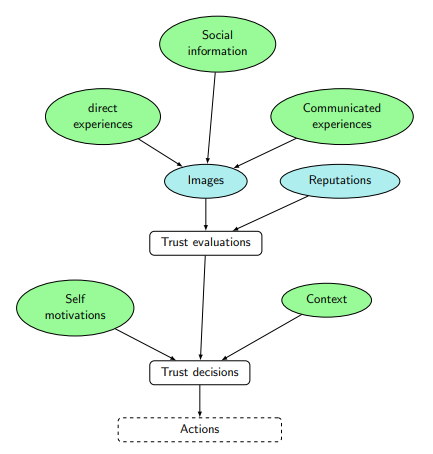 Social
information
direct
experiences
Communicated
experiences
Images
Reputations
Trust evaluations
Self
motivations
Context
Trust decisions
Actions